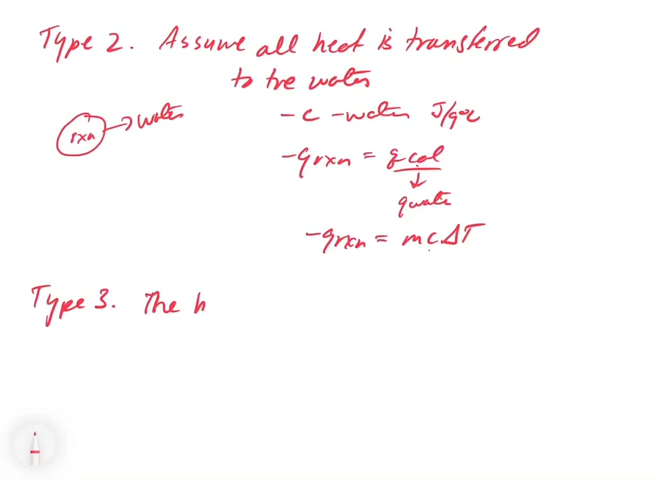 Type 2. Assume all heat is transferred
to the water
rxn → water
- c - water J/g°C
-qrxn = qcal
↓
qwater
-qrxn = mcΔT
Type 3. The h